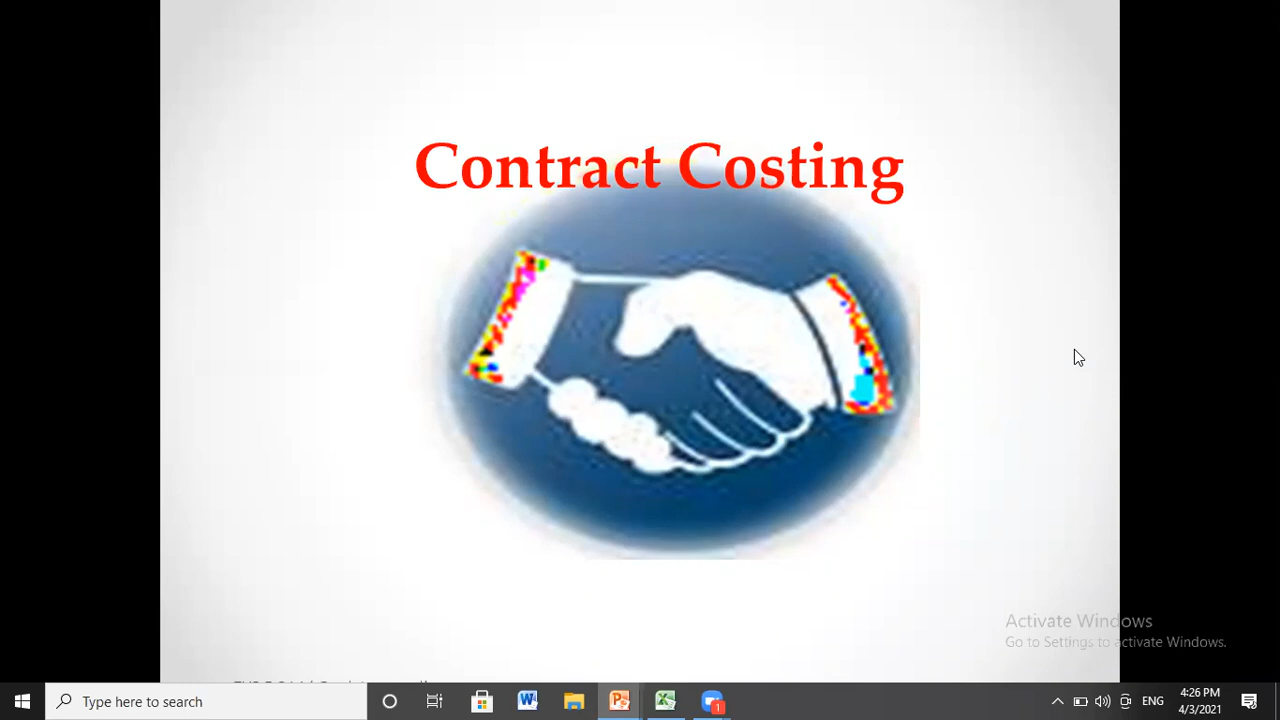 Contract Costing
Activate Windows
Go to Settings to activate Windows.
Type here to search
1
ENG
4:26 PM
4/3/2021